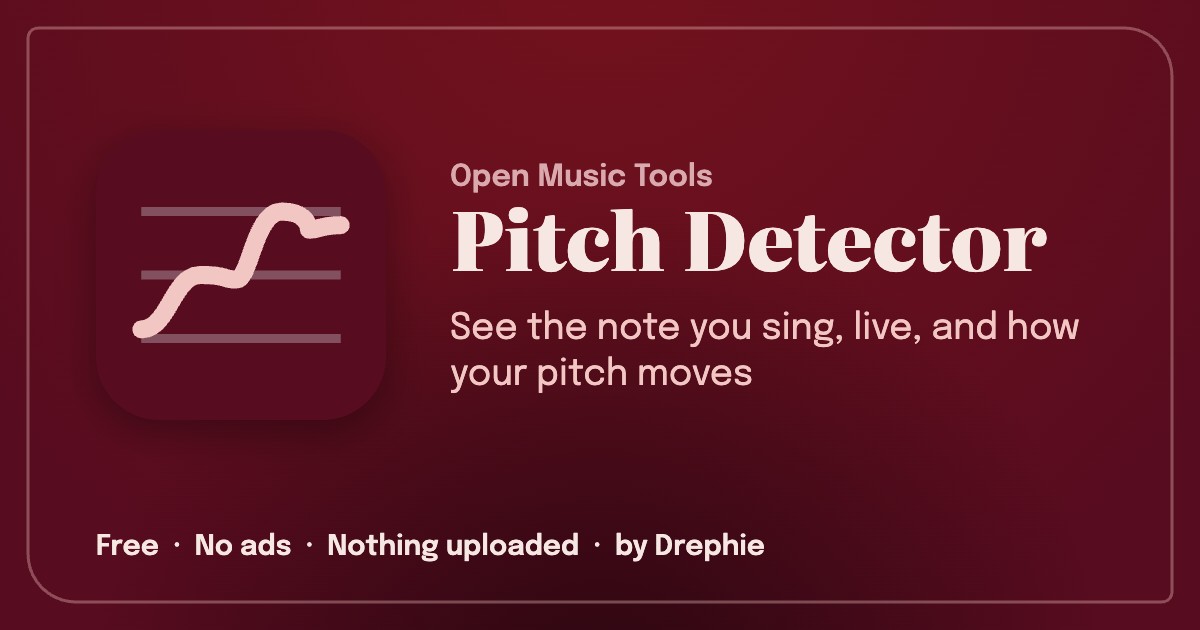 Open Music Tools
Pitch Detector
See the note you sing, live, and how
your pitch moves
Free · No ads · Nothing uploaded · by Drephie